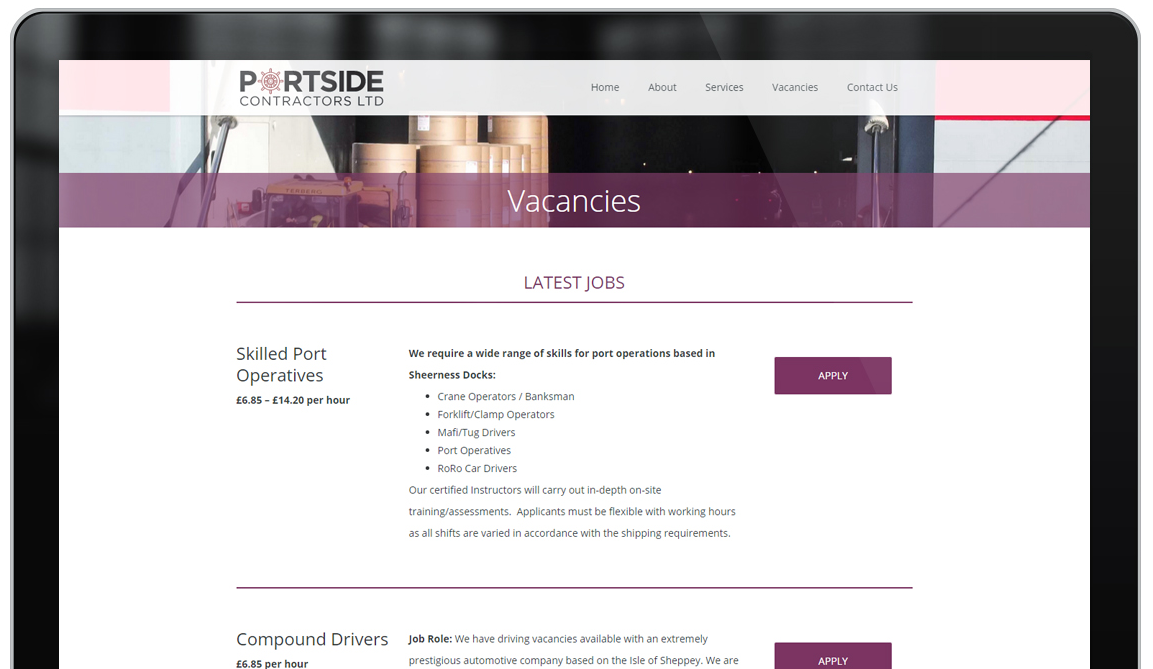 PORTSIDE
CONTRACTORS LTD
Home
About
Services
Vacancies
Contact Us
TERBERG
Vacancies
LATEST JOBS
Skilled Port
Operatives
£6.85 – £14.20 per hour
We require a wide range of skills for port operations based in
Sheerness Docks:
• Crane Operators / Banksman
• Forklift/Clamp Operators
• Mafi/Tug Drivers
• Port Operatives
• RoRo Car Drivers
Our certified Instructors will carry out in-depth on-site
training/assessments. Applicants must be flexible with working hours
as all shifts are varied in accordance with the shipping requirements.
APPLY
Compound Drivers
£6.85 per hour
Job Role: We have driving vacancies available with an extremely
prestigious automotive company based on the Isle of Sheppey. We are
APPLY